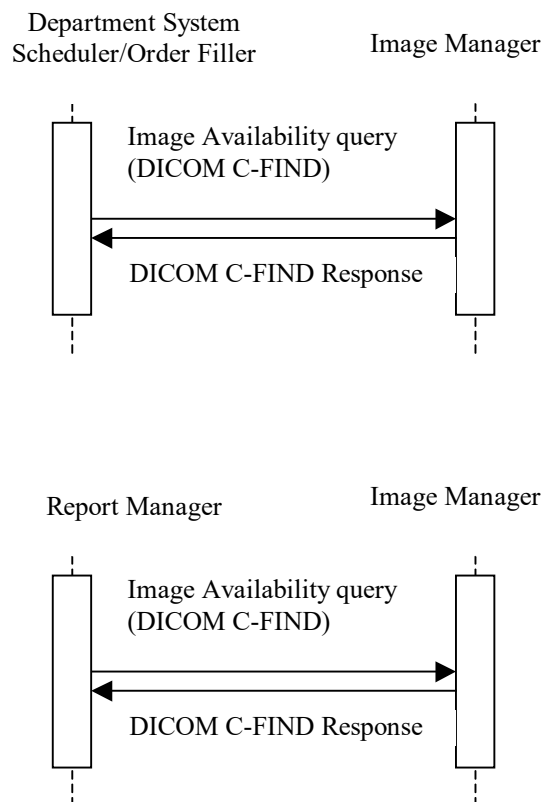 Department System
Scheduler/Order Filler
Image Manager
Image Availability query
(DICOM C-FIND)
DICOM C-FIND Response
Report Manager
Image Manager
Image Availability query
(DICOM C-FIND)
DICOM C-FIND Response